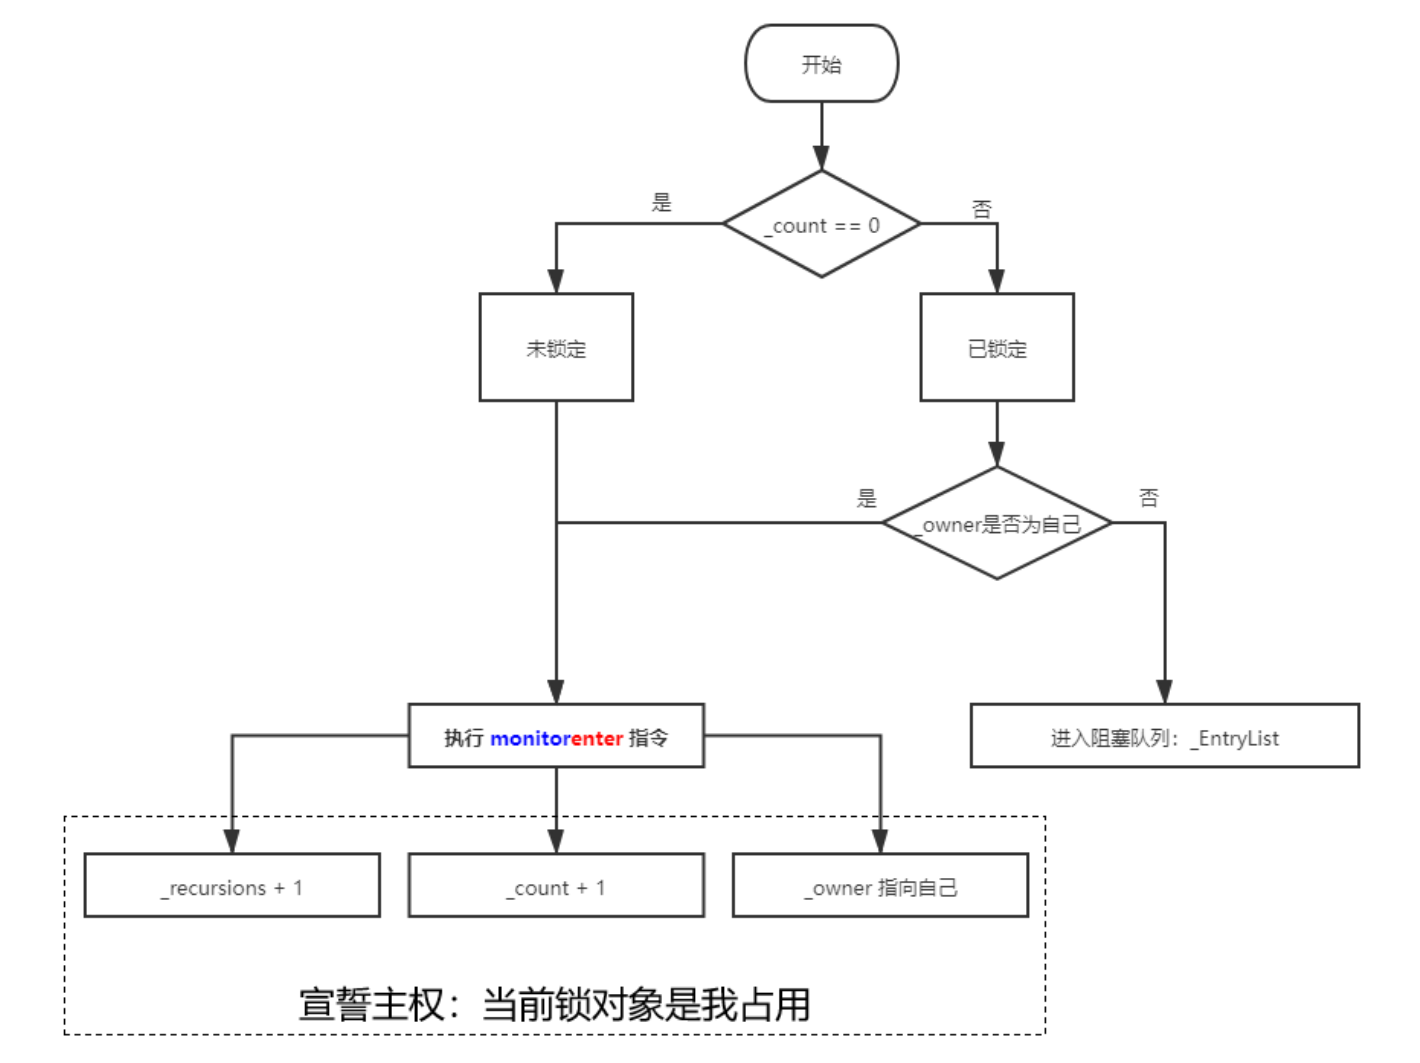 开始
是
否
_count == 0
未锁定
已锁定
是
否
_owner是否为自己
执行 monitorenter 指令
进入阻塞队列：_EntryList
_recursions + 1
_count + 1
_owner 指向自己
宣誓主权：当前锁对象是我占用